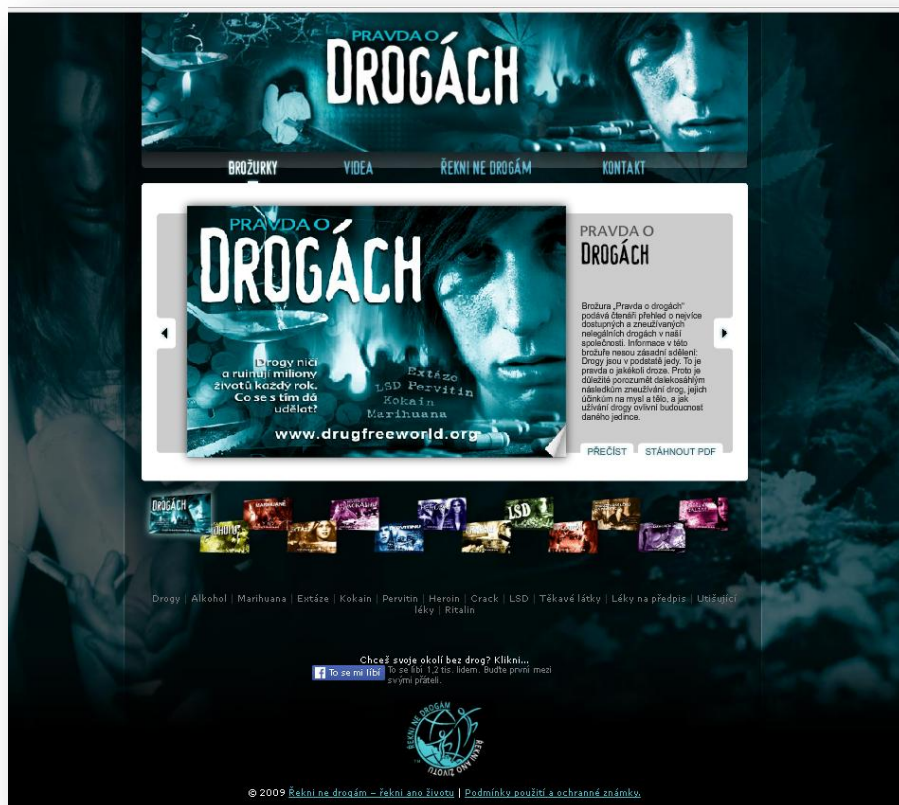 PRAVDA O
DROGÁCH
BROŽURKY
VIDEA
ŘEKNI NE DROGÁM
KONTAKT
PRAVDA O
DROGÁCH
Drogy ničí
a ruinují miliony
životů každý rok.
Co se s tím dá
udělat?
Extáze
LSD Pervitin
Kokain
Marihuana
www.drugfreeworld.org
PRAVDA O
DROGÁCH
Brožura „Pravda o drogách“
podává čtenáři přehled o nejvíce
dostupných a zneužívaných
nelegálních drogách v naší
společnosti. Informace v této
brožuře nesou zásadní sdělení:
Drogy jsou v podstatě jedy. To je
pravda o jakékoli droze. Proto je
důležité porozumět dalekosáhlým
následkům zneužívání drog, jejich
účinkům na mysl a tělo, a jak
užívání drogy ovlivní budoucnost
daného jedince.
PŘEČÍST
STÁHNOUT PDF
DROGÁCH
LSD
Drogy | Alkohol | Marihuana | Extáze | Kokain | Pervitin | Heroin | Crack | LSD | Těkavé látky | Léky na předpis | Utišující
léky | Ritalin
Chceš svoje okolí bez drog? Klikni...
To se mi líbí
To se líbí 1,2 tis. lidem. Buďte první mezi
svými přáteli.
ŘEKNI NE DROGÁM
ŘEKNI ANO ŽIVOTU
© 2009 Řekni ne drogám – řekni ano životu | Podmínky použití a ochranné známky.